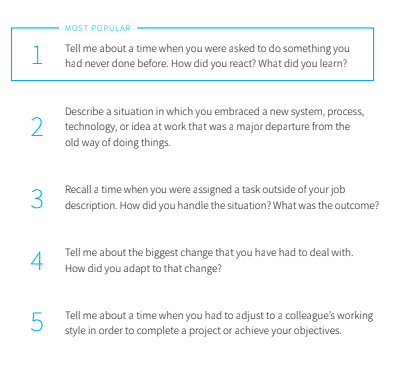 MOST POPULAR
1
Tell me about a time when you were asked to do something you
had never done before. How did you react? What did you learn?
2
Describe a situation in which you embraced a new system, process,
technology, or idea at work that was a major departure from the
old way of doing things.
3
Recall a time when you were assigned a task outside of your job
description. How did you handle the situation? What was the outcome?
4
Tell me about the biggest change that you have had to deal with.
How did you adapt to that change?
5
Tell me about a time when you had to adjust to a colleague’s working
style in order to complete a project or achieve your objectives.